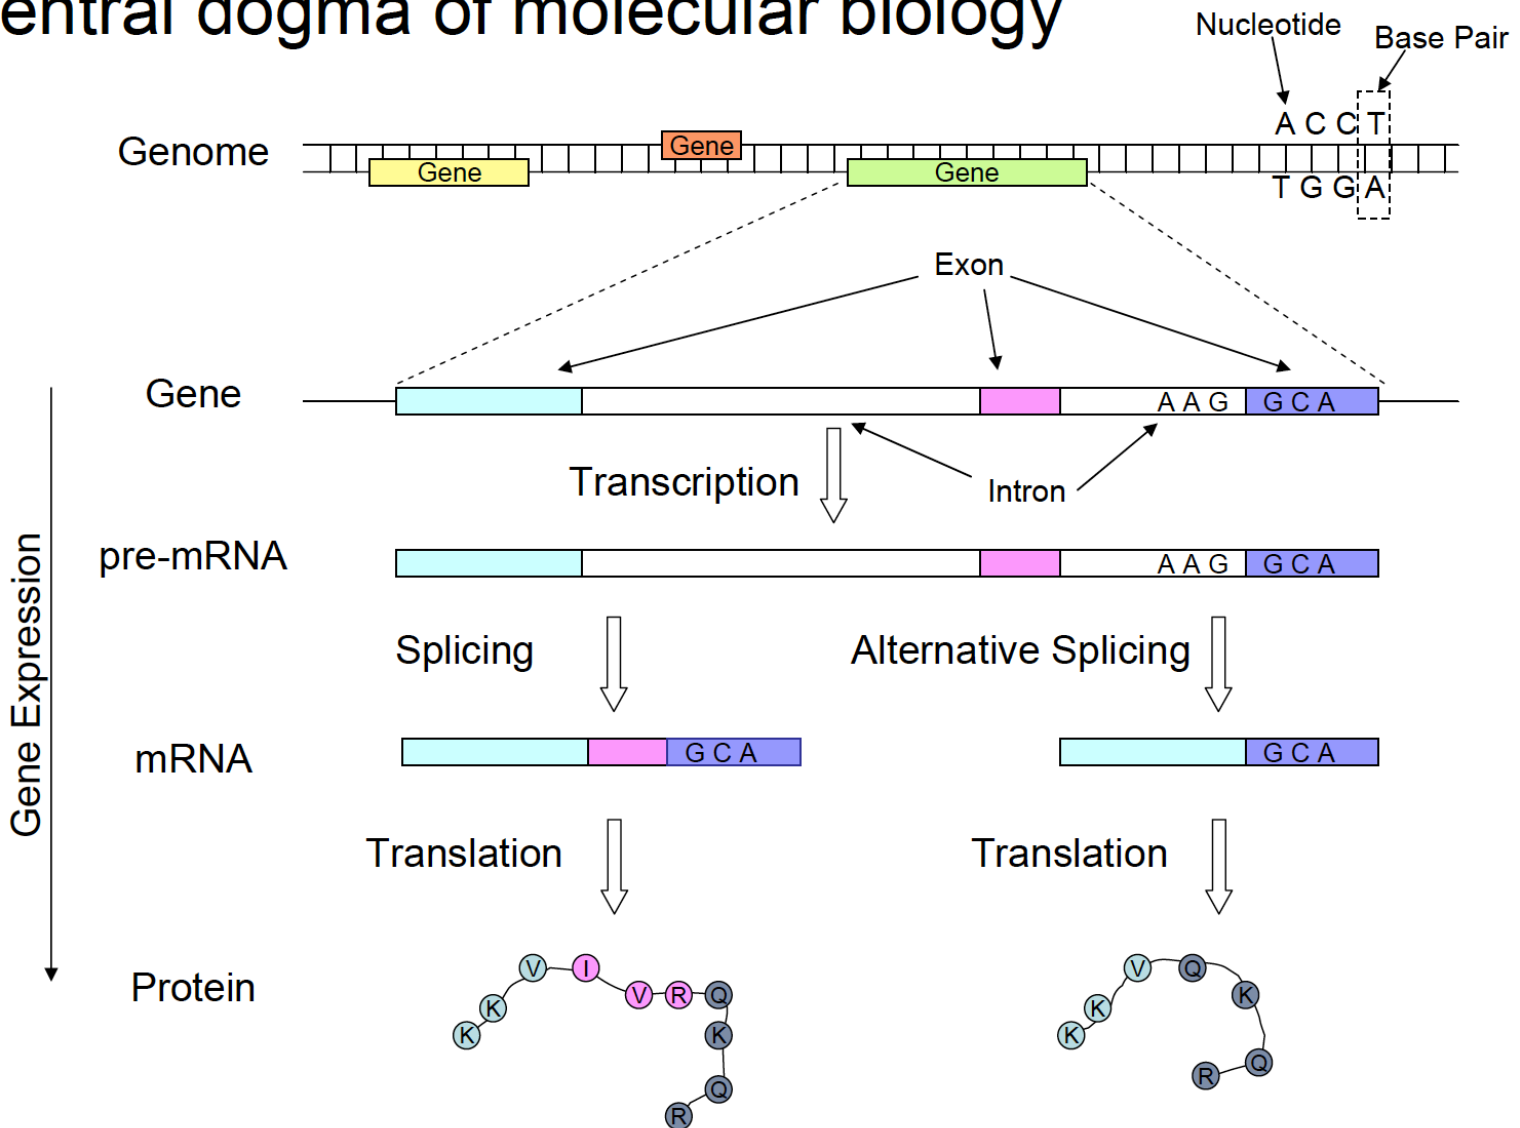 entral dogma of molecular biology
Nucleotide
Base Pair
A C C T
Genome
Gene
Gene
Gene
T G G A
Exon
Gene
A A G G C A
Transcription
Intron
pre-mRNA
A A G G C A
Gene Expression
Splicing
Alternative Splicing
mRNA
G C A
G C A
Translation
Translation
Protein
K K V I V R Q K Q R
K K V Q K Q R